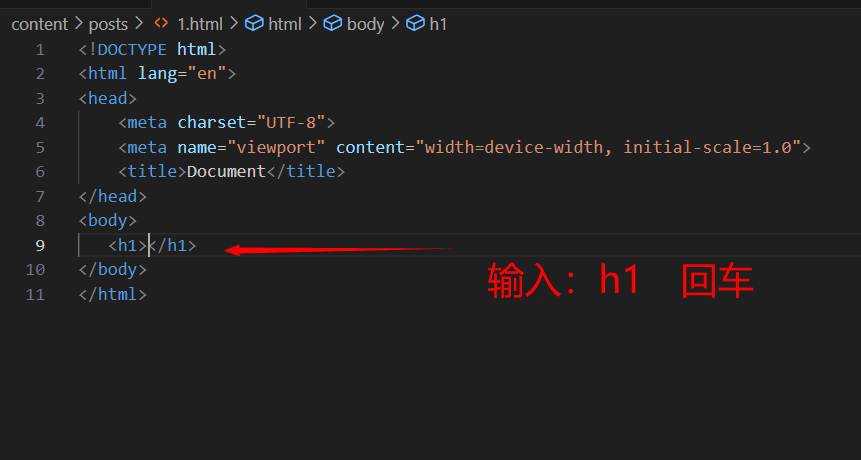 content > posts > <> 1.html > html > body > h1
1 <!DOCTYPE html>
2 <html lang="en">
3 <head>
4     <meta charset="UTF-8">
5     <meta name="viewport" content="width=device-width, initial-scale=1.0">
6     <title>Document</title>
7 </head>
8 <body>
9    <h1></h1>
输入：h1 回车
10 </body>
11 </html>